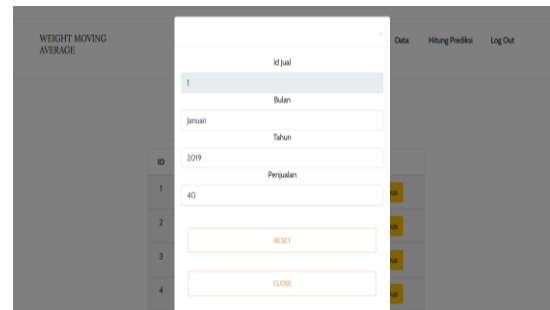 WEIGHT MOVING
AVERAGE
Data
Hitung Prediksi
Log Out
Id Jual
1
Bulan
Januari
Tahun
2019
Penjualan
40
RESET
CLOSE
ID
1
2
3
4